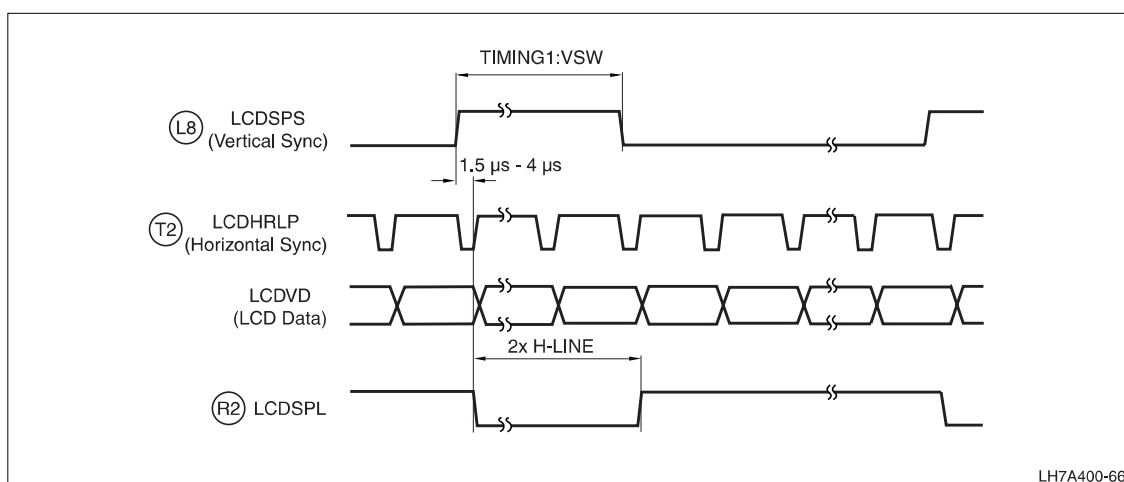 TIMING1:VSW
L8
LCDSPS
(Vertical Sync)
1.5 µs - 4 µs
T2
LCDHRLP
(Horizontal Sync)
LCDVD
(LCD Data)
2x H-LINE
R2 LCDSPL
LH7A400-66